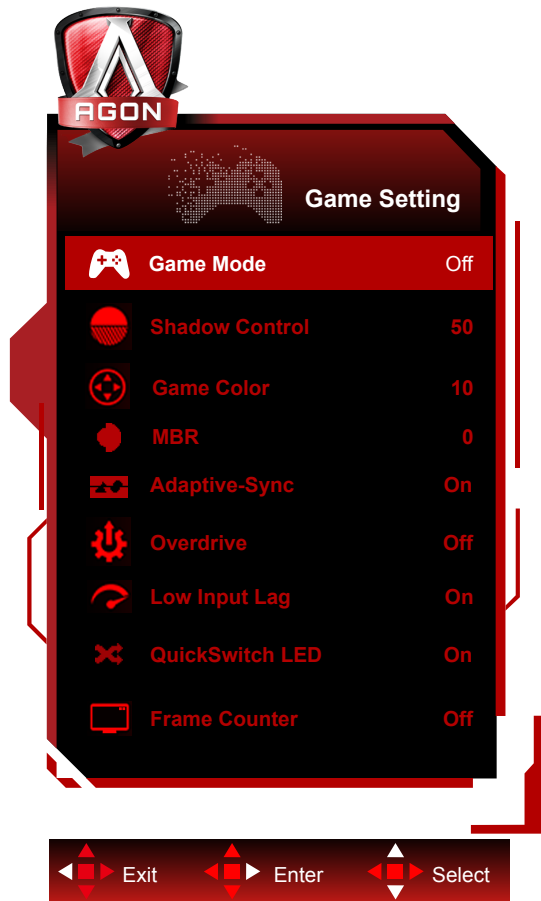 AGON
Game Setting
Game Mode Off
Shadow Control 50
Game Color 10
MBR 0
Adaptive-Sync On
Overdrive Off
Low Input Lag On
QuickSwitch LED On
Frame Counter Off
Exit Enter Select